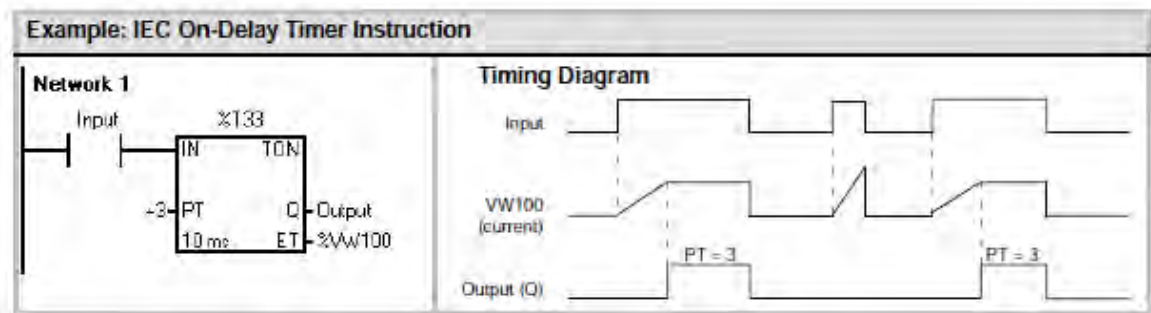 Example: IEC On-Delay Timer Instruction
Network 1
Input
%T33
IN TON
+3 PT Q Output
10 ms ET %VW100
Timing Diagram
Input
VW100
(current)
PT = 3 PT = 3
Output (Q)